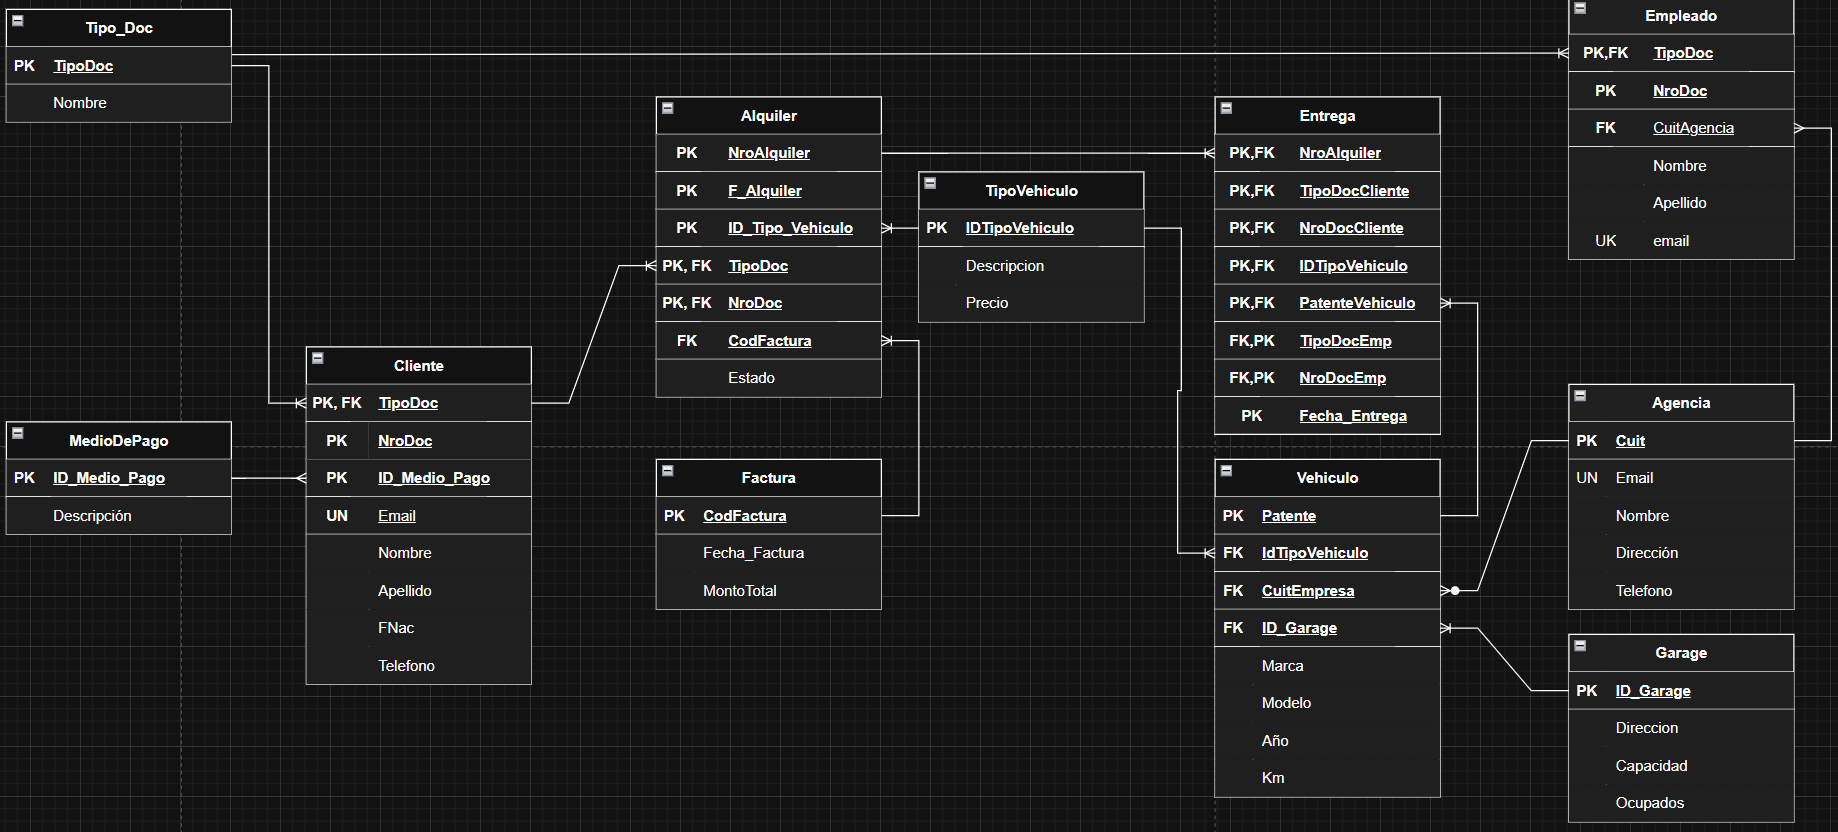 Tipo_Doc
PK TipoDoc
Nombre
Empleado
PK,FK TipoDoc
PK NroDoc
FK CuitAgencia
Nombre
Apellido
UK email
Alquiler
PK NroAlquiler
PK F_Alquiler
PK ID_Tipo_Vehiculo
PK, FK TipoDoc
PK, FK NroDoc
FK CodFactura
Estado
TipoVehiculo
PK IDTipoVehiculo
Descripcion
Precio
Entrega
PK,FK NroAlquiler
PK,FK TipoDocCliente
PK,FK NroDocCliente
PK,FK IDTipoVehiculo
PK,FK PatenteVehiculo
FK,PK TipoDocEmp
FK,PK NroDocEmp
PK Fecha_Entrega
Cliente
PK, FK TipoDoc
PK NroDoc
PK ID_Medio_Pago
UN Email
Nombre
Apellido
FNac
Telefono
MedioDePago
PK ID_Medio_Pago
Descripción
Factura
PK CodFactura
Fecha_Factura
MontoTotal
Vehiculo
PK Patente
FK IdTipoVehiculo
FK CuitEmpresa
FK ID_Garage
Marca
Modelo
Año
Km
Agencia
PK Cuit
UN Email
Nombre
Dirección
Telefono
Garage
PK ID_Garage
Direccion
Capacidad
Ocupados